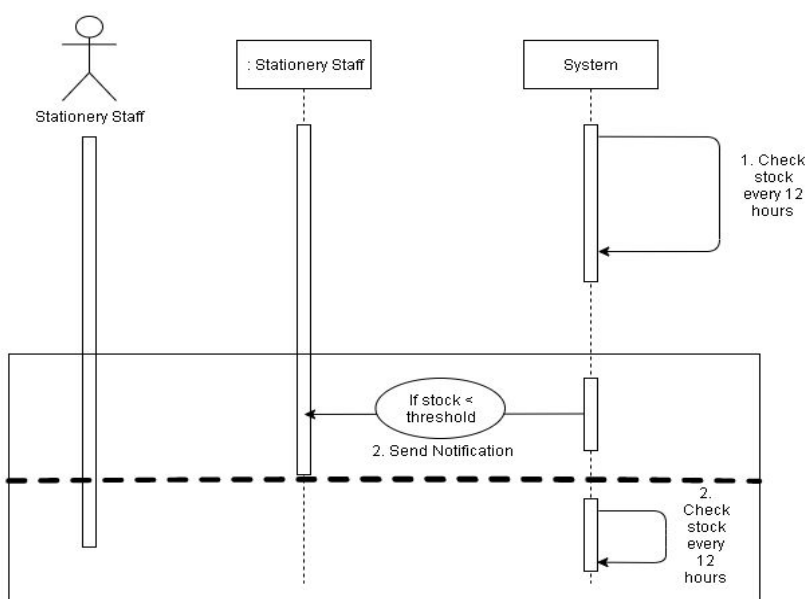 : Stationery Staff
System
Stationery Staff
1. Check
stock
every 12
hours
If stock <
threshold
2. Send Notification
2.
Check
stock
every
12
hours